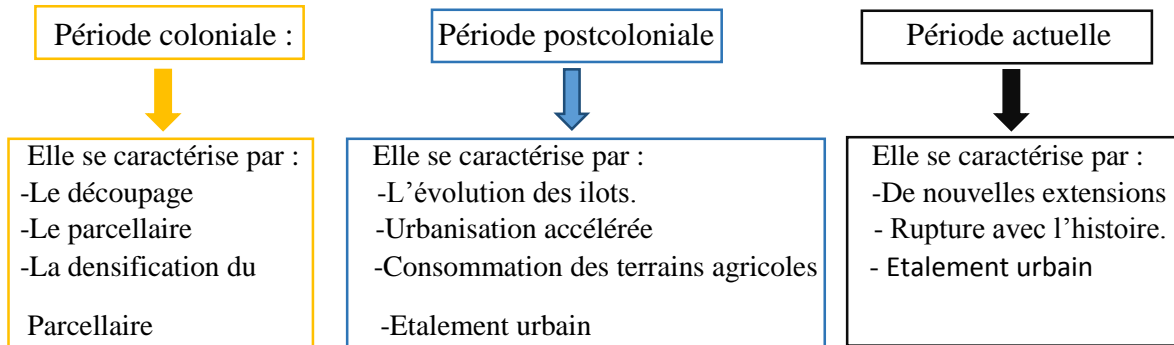 Période coloniale :
Elle se caractérise par :
-Le découpage
-Le parcellaire
-La densification du
Parcellaire
Période postcoloniale
Elle se caractérise par :
-L’évolution des ilots.
-Urbanisation accélérée
-Consommation des terrains agricoles
-Etalement urbain
Période actuelle
Elle se caractérise par :
-De nouvelles extensions
- Rupture avec l’histoire.
- Etalement urbain